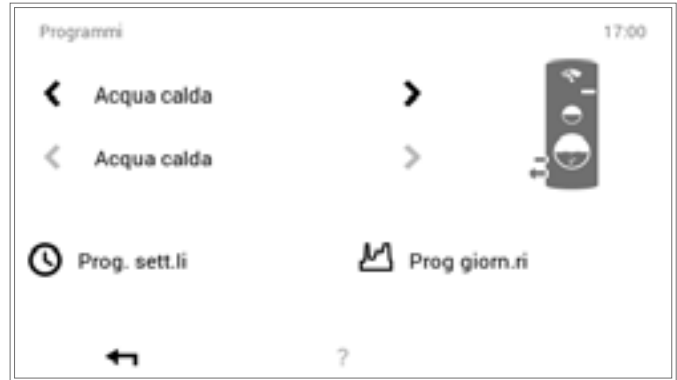 Programmi 17:00
Acqua calda
Acqua calda
Prog. sett.li Prog giorn.ri
?